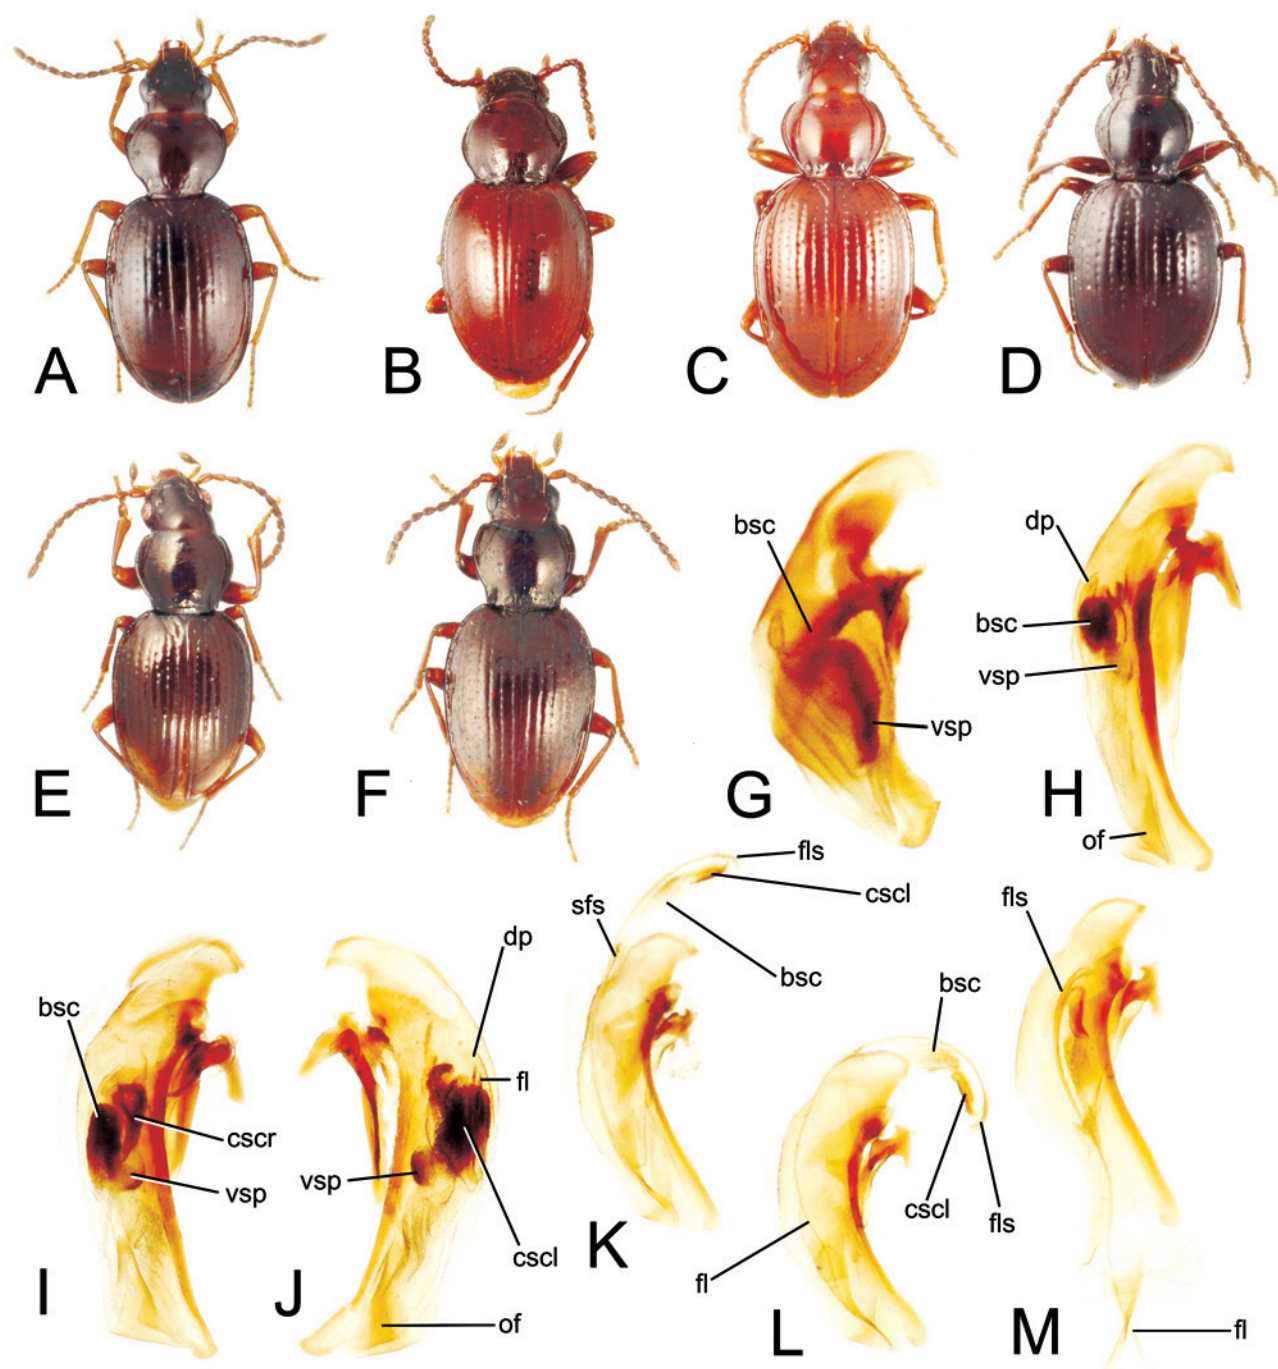 A
B
C
D
E
F
bsc
vsp
G
dp
bsc
vsp
of
H
bsc
cscr
vsp
I
dp
fl
vsp
cscl
of
J
fls
cscl
sfs
bsc
K
bsc
cscl
fls
fl
L
fls
fl
M